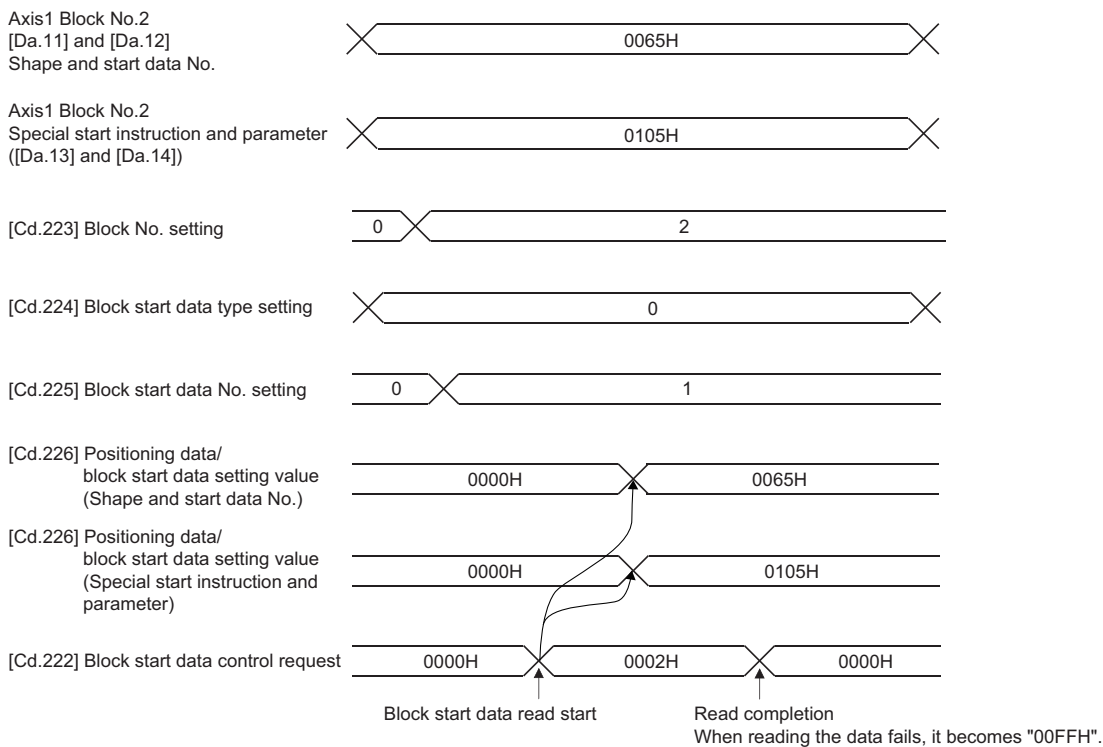 Axis1 Block No.2
[Da.11] and [Da.12]
Shape and start data No.
0065H
Axis1 Block No.2
Special start instruction and parameter
([Da.13] and [Da.14])
0105H
[Cd.223] Block No. setting
0
2
[Cd.224] Block start data type setting
0
[Cd.225] Block start data No. setting
0
1
[Cd.226] Positioning data/
block start data setting value
(Shape and start data No.)
0000H
0065H
[Cd.226] Positioning data/
block start data setting value
(Special start instruction and
parameter)
0000H
0105H
[Cd.222] Block start data control request
0000H
0002H
0000H
Block start data read start
Read completion
When reading the data fails, it becomes "00FFH".